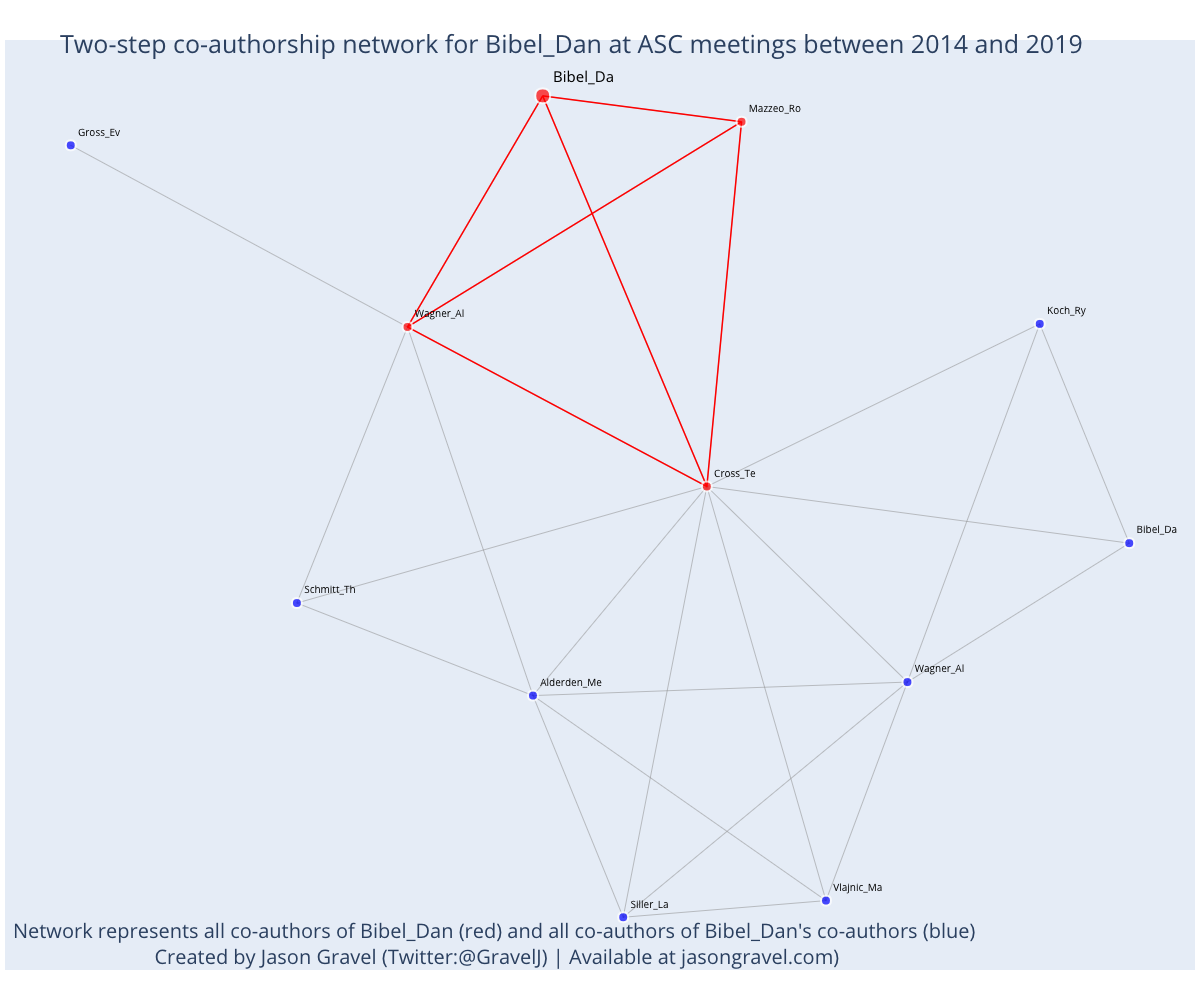 Two-step co-authorship network for Bibel_Dan at ASC meetings between 2014 and 2019
Bibel_Da
Mazzeo_Ro
Gross_Ev
Wagner_Al
Koch_Ry
Cross_Te
Bibel_Da
Schmitt_Th
Wagner_Al
Alderden_Me
Vlajnic_Ma
Siller_La
Network represents all co-authors of Bibel_Dan (red) and all co-authors of Bibel_Dan's co-authors (blue)
Created by Jason Gravel (Twitter:@GravelJ) | Available at jasongravel.com)